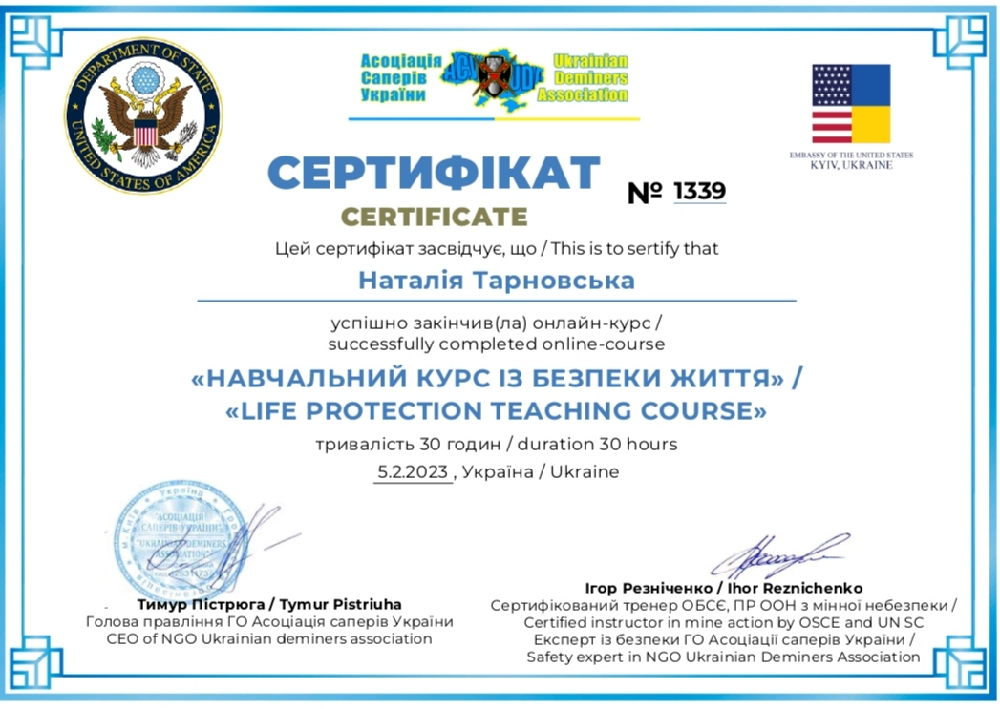 DEPARTMENT OF STATE
UNITED STATES OF AMERICA
Асоціація
Саперів
України
Ukrainian
Deminers
Association
EMBASSY OF THE UNITED STATES
KYIV, UKRAINE
СЕРТИФІКАТ
№ 1339
CERTIFICATE
Цей сертифікат засвідчує, що / This is to sertify that
Наталія Тарновська
успішно закінчив(ла) онлайн-курс /
successfully completed online-course
«НАВЧАЛЬНИЙ КУРС ІЗ БЕЗПЕКИ ЖИТТЯ» /
«LIFE PROTECTION TEACHING COURSE»
тривалість 30 годин / duration 30 hours
5.2.2023 , Україна / Ukraine
Україна
м.Київ
"АСОЦІАЦІЯ
САПЕРІВ УКРАЇНИ"
"UKRAINIAN DEMINERS
ASSOCIATION"
Тимур Пістрюга / Tymur Pistriuha
Голова правління ГО Асоціація саперів України
CEO of NGO Ukrainian deminers association
Ігор Резніченко / Ihor Reznichenko
Сертифікований тренер ОБСЄ, ПР ООН з мінної небезпеки /
Certified instructor in mine action by OSCE and UN SC
Експерт із безпеки ГО Асоціації саперів України /
Safety expert in NGO Ukrainian Deminers Association